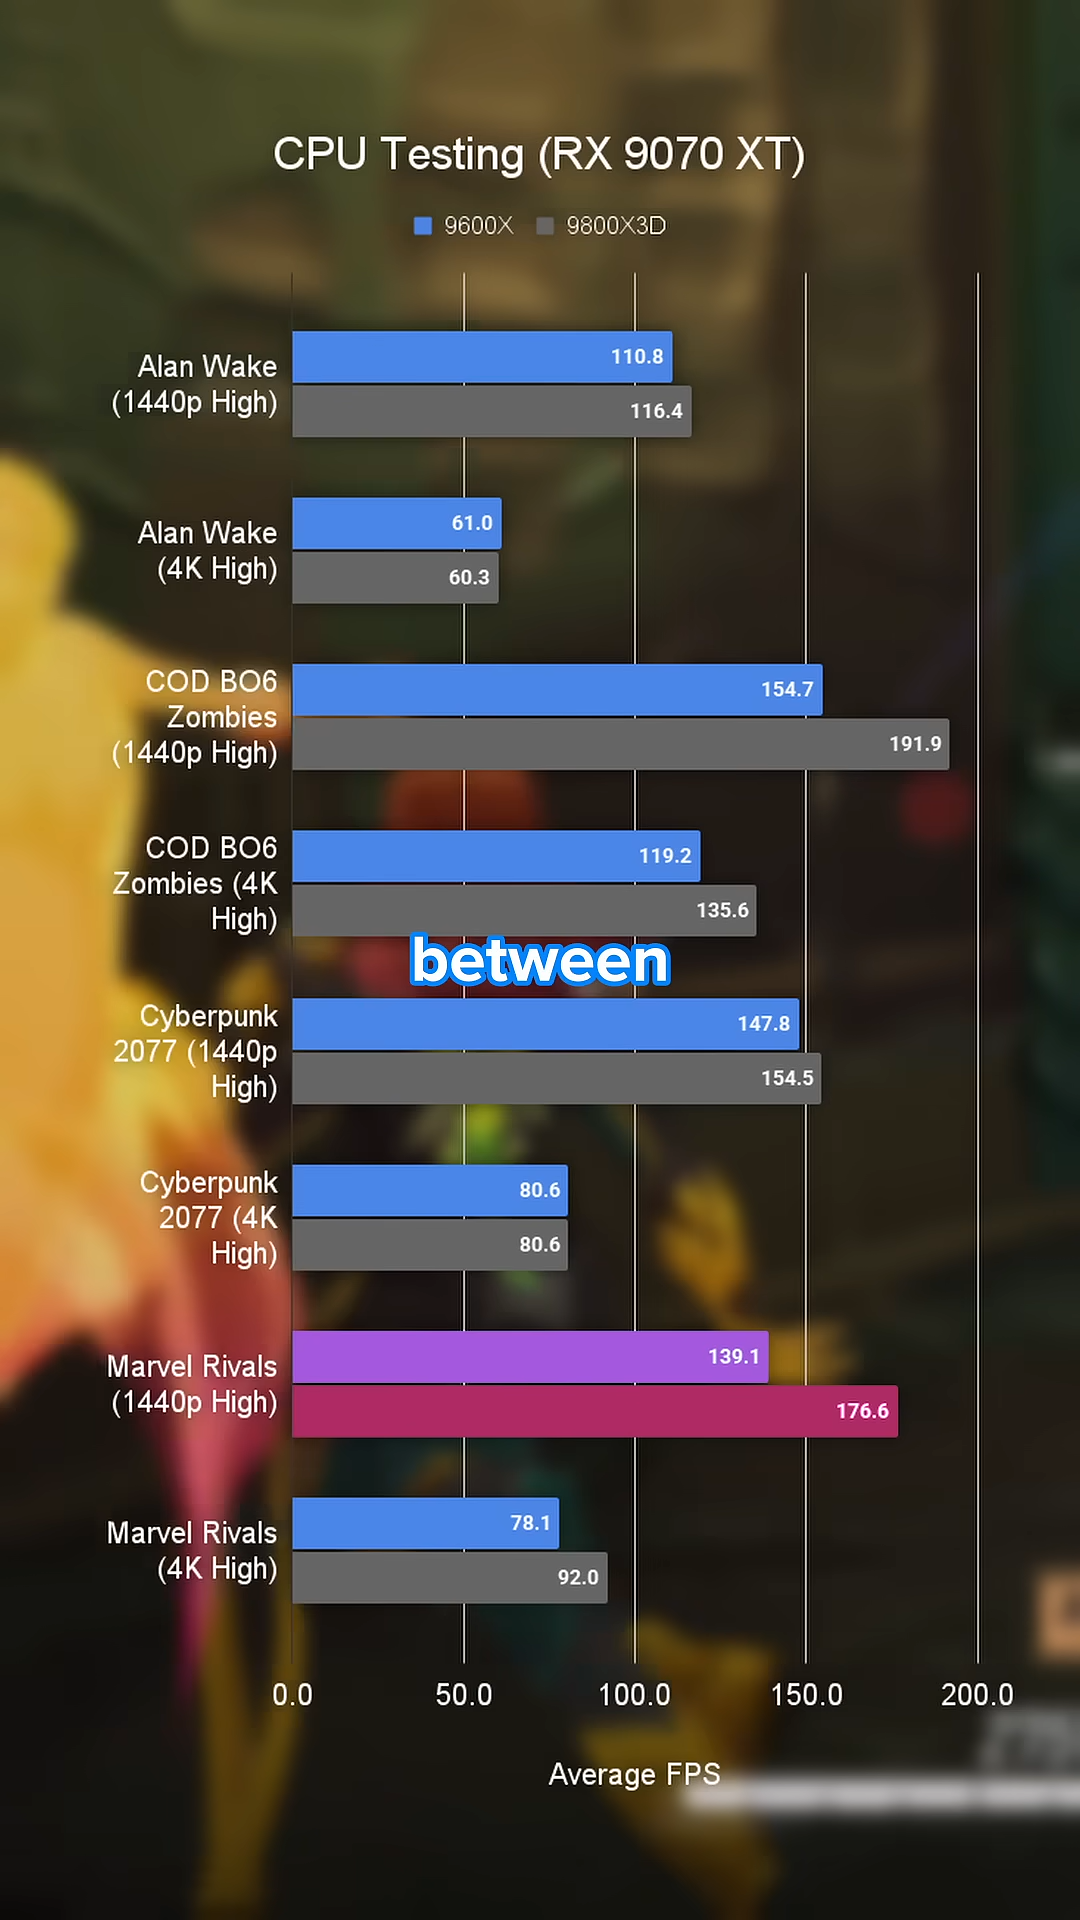 CPU Testing (RX 9070 XT)
9600X 9800X3D
Alan Wake
(1440p High)
110.8
116.4
Alan Wake
(4K High)
61.0
60.3
COD BO6
Zombies
(1440p High)
154.7
191.9
COD BO6
Zombies (4K
High)
119.2
135.6
between
Cyberpunk
2077 (1440p
High)
147.8
154.5
Cyberpunk
2077 (4K
High)
80.6
80.6
Marvel Rivals
(1440p High)
139.1
176.6
Marvel Rivals
(4K High)
78.1
92.0
0.0 50.0 100.0 150.0 200.0
Average FPS